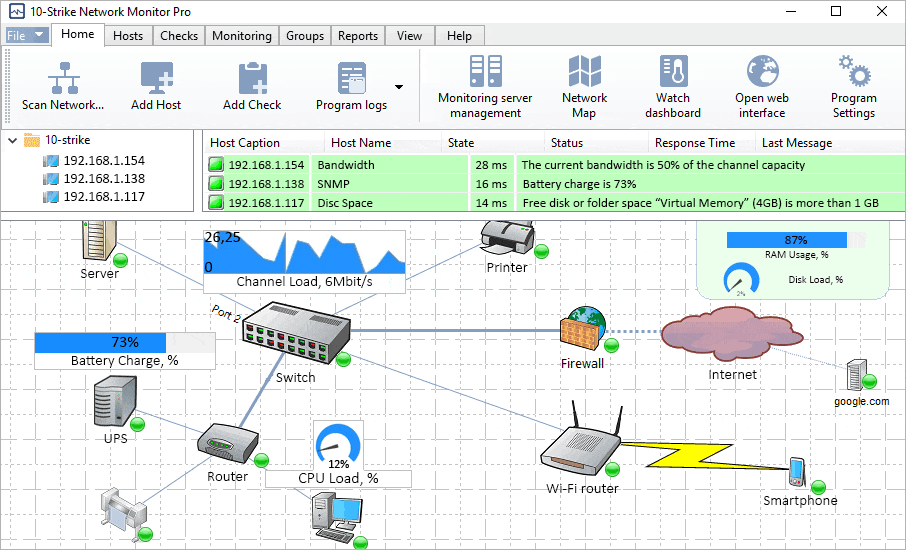 10-Strike Network Monitor Pro
File Home Hosts Checks Monitoring Groups Reports View Help
Scan Network... Add Host Add Check Program logs Monitoring server management Network Map Watch dashboard Open web interface Program Settings
10-strike
192.168.1.154
192.168.1.138
192.168.1.117
Host Caption Host Name State Status Response Time Last Message
192.168.1.154 Bandwidth 28 ms The current bandwidth is 50% of the channel capacity
192.168.1.138 SNMP 16 ms Battery charge is 73%
192.168.1.117 Disc Space 14 ms Free disk or folder space “Virtual Memory” (4GB) is more than 1 GB
Server
26,25
0
Channel Load, 6Mbit/s
Printer
87%
RAM Usage, %
Disk Load, %
2%
Port 2
Switch
73%
Battery Charge, %
Firewall
Internet
google.com
UPS
Router
12%
CPU Load, %
Wi-Fi router
Smartphone